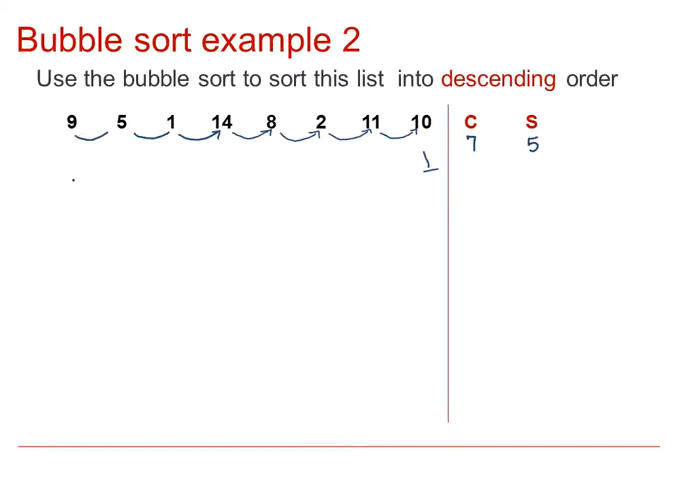 Bubble sort example 2
Use the bubble sort to sort this list into descending order
9 5 1 14 8 2 11 10 C S
7 5
1